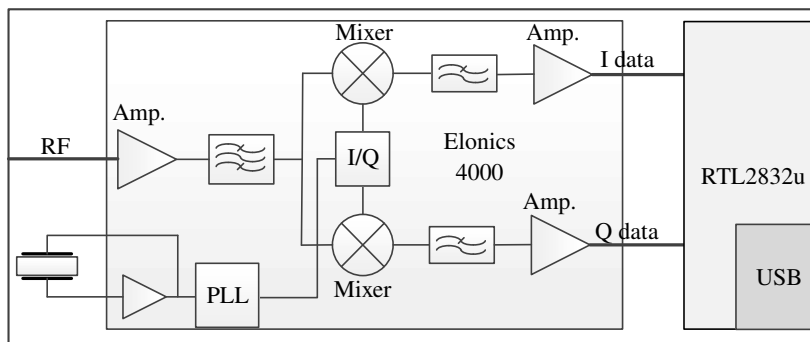 Mixer
Amp.
I data
Amp.
RF
I/Q
Elonics
4000
RTL2832u
Amp.
Q data
PLL
Mixer
USB